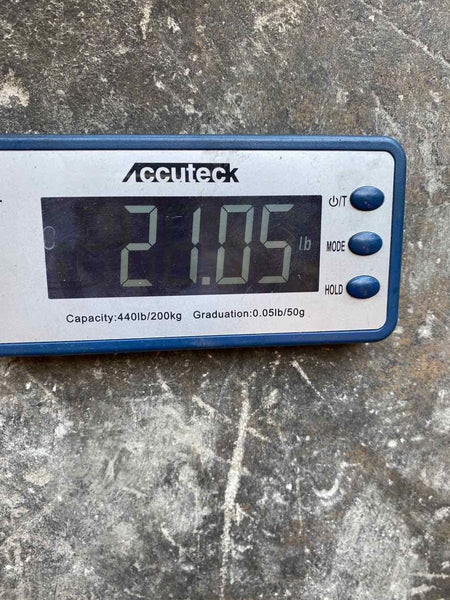 Accuteck
⏻/T
21.05 lb
MODE
HOLD
Capacity:440lb/200kg Graduation:0.05lb/50g